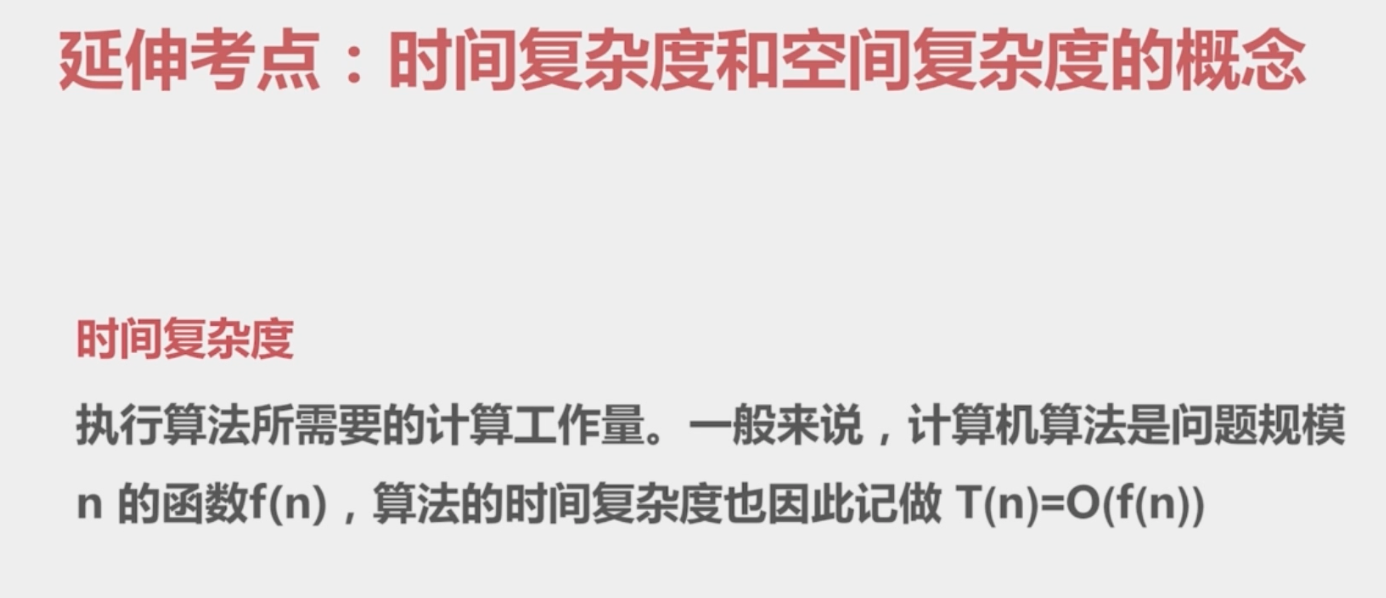 延伸考点：时间复杂度和空间复杂度的概念
时间复杂度
执行算法所需要的计算工作量。一般来说，计算机算法是问题规模
n 的函数f(n)，算法的时间复杂度也因此记做 T(n)=O(f(n))